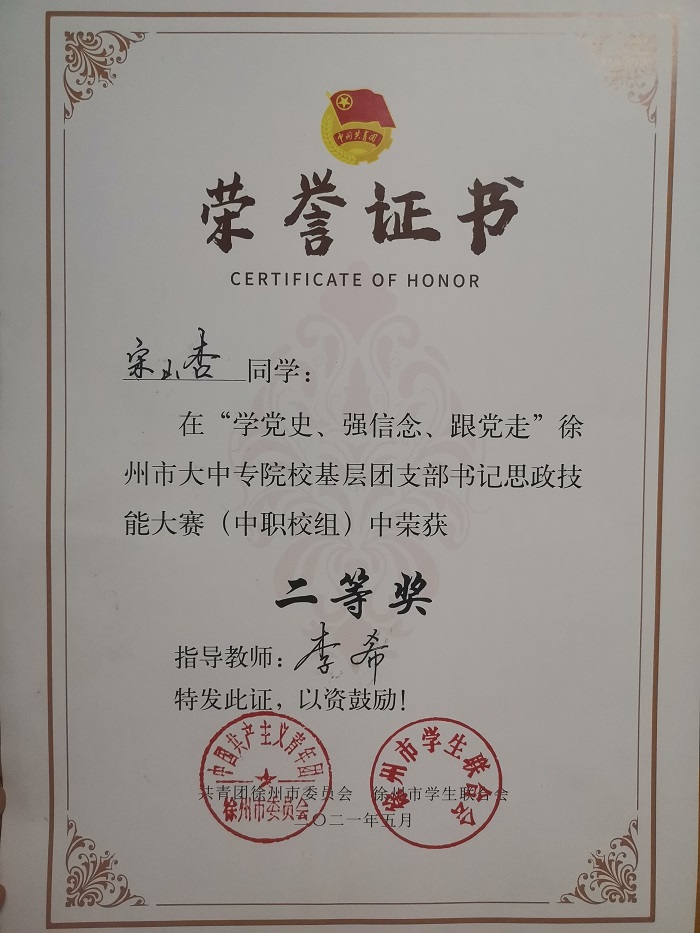 中国共青团
荣誉证书
CERTIFICATE OF HONOR
宋 杏 同学：
在“学党史、强信念、跟党走”徐
州市大中专院校基层团支部书记思政技
能大赛（中职校组）中荣获
二等奖
指导教师：李希
特发此证，以资鼓励！
中国共产主义青年团
徐州市委员会
徐州市学生联合会
共青团徐州市委员会 徐州市学生联合会
二〇二一年五月